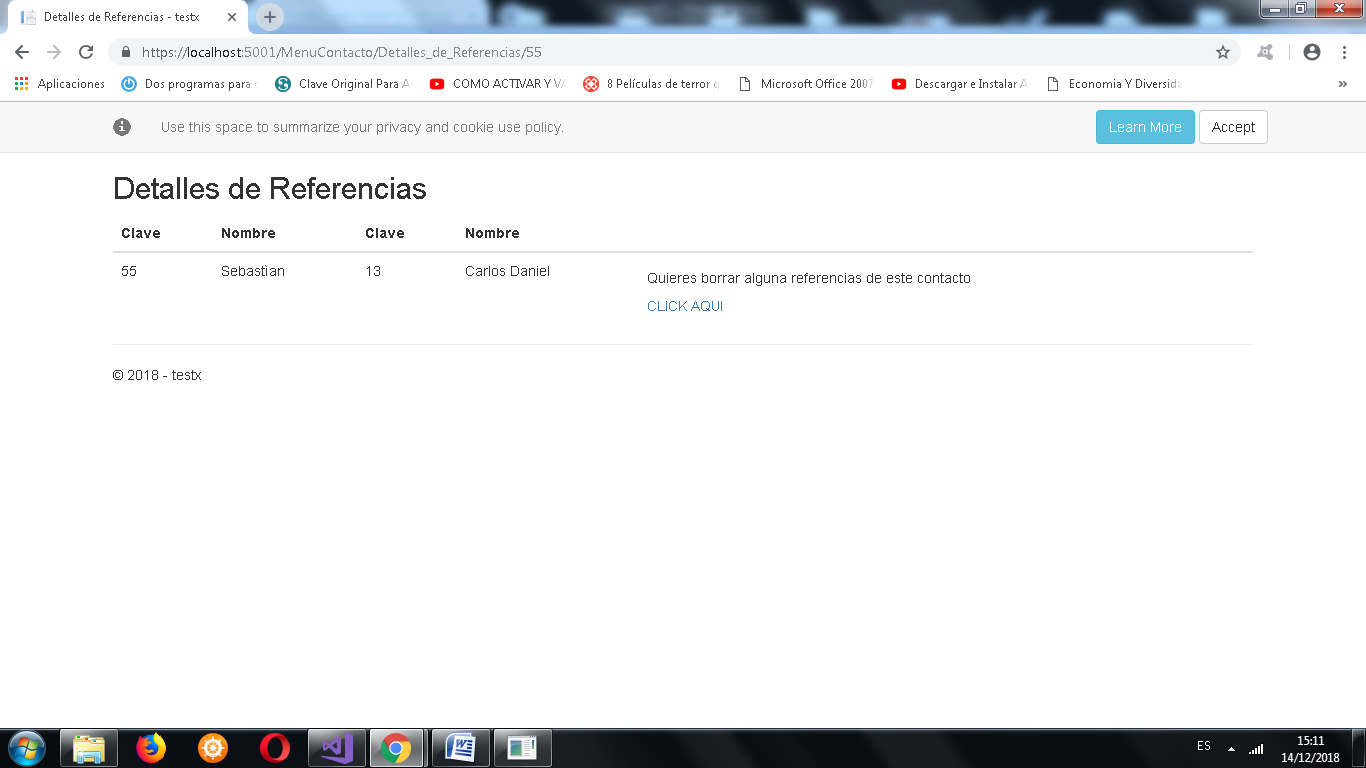 Detalles de Referencias - testx
https://localhost:5001/MenuContacto/Detalles_de_Referencias/55
Aplicaciones Dos programas para Clave Original Para COMO ACTIVAR Y 8 Películas de terror Microsoft Office 2007 Descargar e Instalar Economia Y Diversida »
Use this space to summarize your privacy and cookie use policy. Learn More Accept
Detalles de Referencias
Clave Nombre Clave Nombre
55 Sebastìan 13 Carlos Daniel
Quieres borrar alguna referencias de este contacto
CLICK AQUI
© 2018 - testx
ES 15:11
14/12/2018